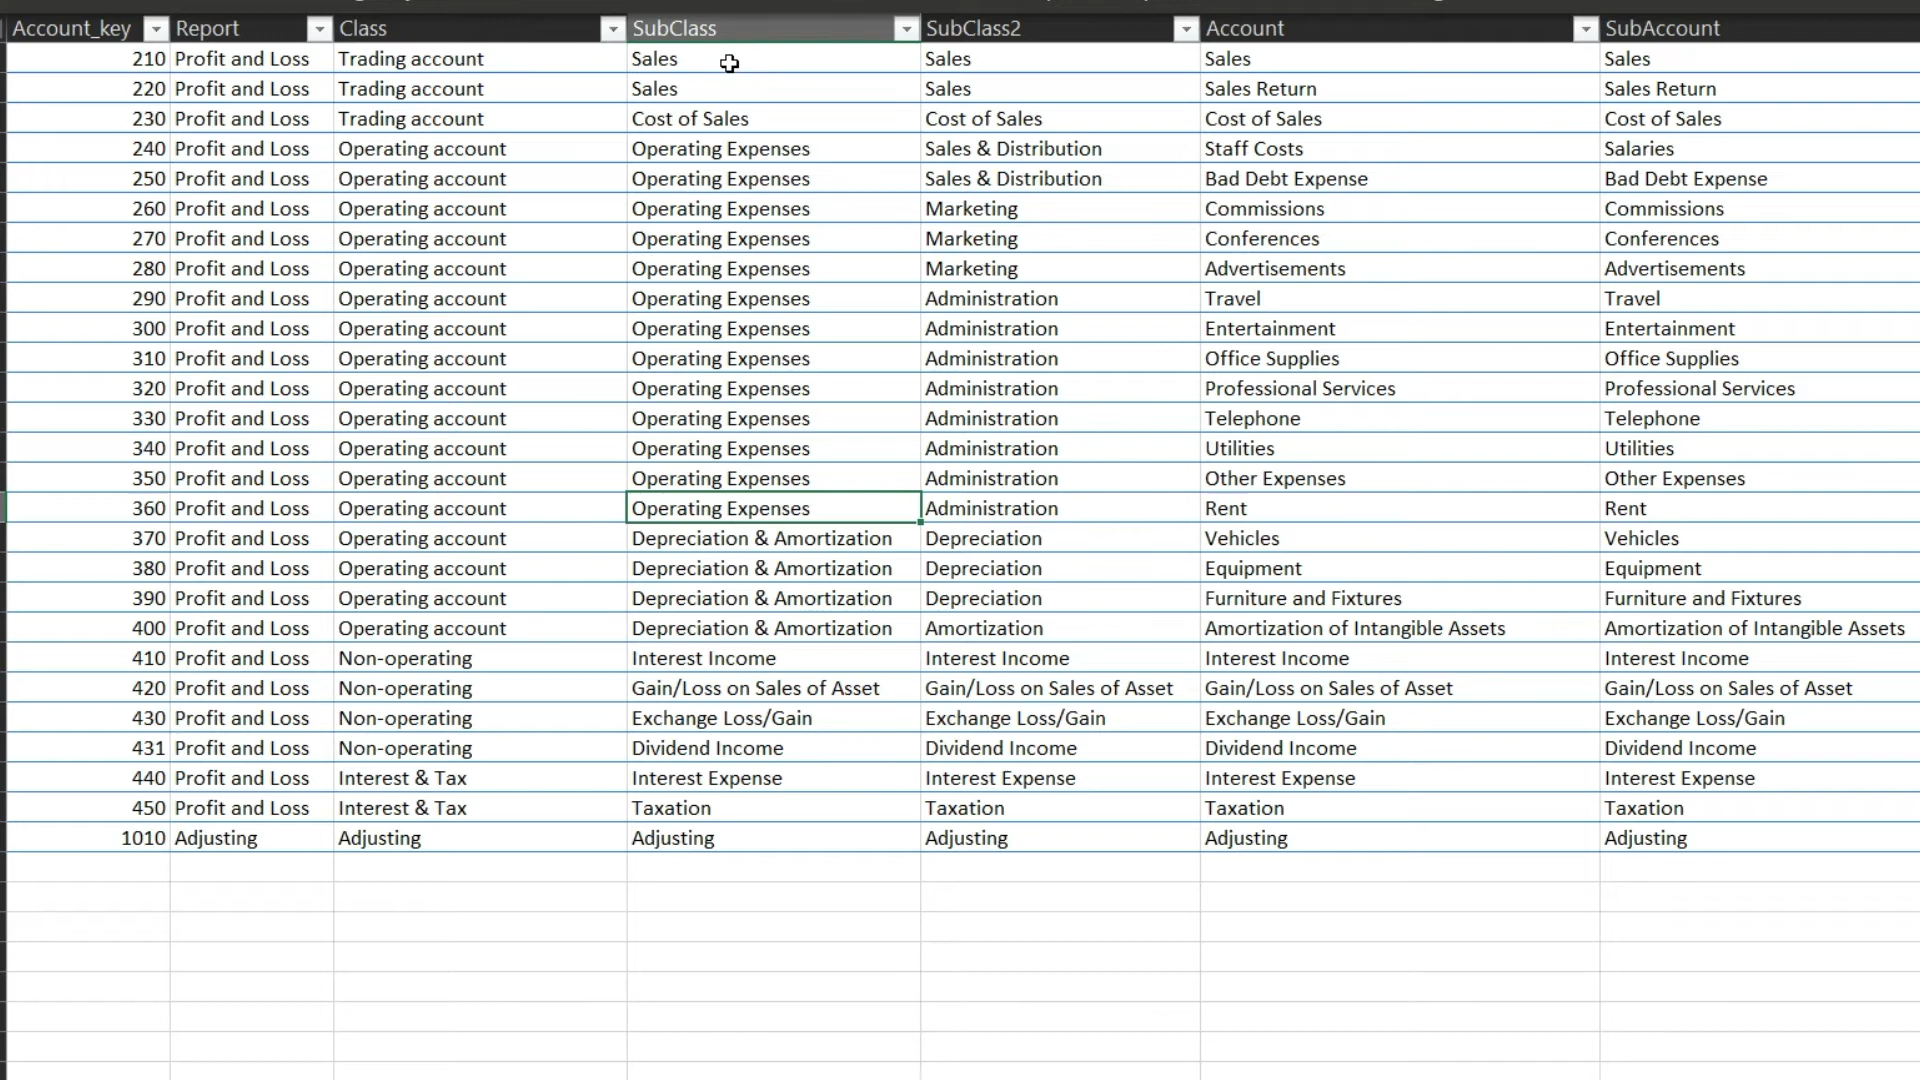 Account_key Report Class SubClass SubClass2 Account SubAccount
210 Profit and Loss Trading account Sales Sales Sales Sales
220 Profit and Loss Trading account Sales Sales Sales Return Sales Return
230 Profit and Loss Trading account Cost of Sales Cost of Sales Cost of Sales Cost of Sales
240 Profit and Loss Operating account Operating Expenses Sales & Distribution Staff Costs Salaries
250 Profit and Loss Operating account Operating Expenses Sales & Distribution Bad Debt Expense Bad Debt Expense
260 Profit and Loss Operating account Operating Expenses Marketing Commissions Commissions
270 Profit and Loss Operating account Operating Expenses Marketing Conferences Conferences
280 Profit and Loss Operating account Operating Expenses Marketing Advertisements Advertisements
290 Profit and Loss Operating account Operating Expenses Administration Travel Travel
300 Profit and Loss Operating account Operating Expenses Administration Entertainment Entertainment
310 Profit and Loss Operating account Operating Expenses Administration Office Supplies Office Supplies
320 Profit and Loss Operating account Operating Expenses Administration Professional Services Professional Services
330 Profit and Loss Operating account Operating Expenses Administration Telephone Telephone
340 Profit and Loss Operating account Operating Expenses Administration Utilities Utilities
350 Profit and Loss Operating account Operating Expenses Administration Other Expenses Other Expenses
360 Profit and Loss Operating account Operating Expenses Administration Rent Rent
370 Profit and Loss Operating account Depreciation & Amortization Depreciation Vehicles Vehicles
380 Profit and Loss Operating account Depreciation & Amortization Depreciation Equipment Equipment
390 Profit and Loss Operating account Depreciation & Amortization Depreciation Furniture and Fixtures Furniture and Fixtures
400 Profit and Loss Operating account Depreciation & Amortization Amortization Amortization of Intangible Assets Amortization of Intangible Assets
410 Profit and Loss Non-operating Interest Income Interest Income Interest Income Interest Income
420 Profit and Loss Non-operating Gain/Loss on Sales of Asset Gain/Loss on Sales of Asset Gain/Loss on Sales of Asset Gain/Loss on Sales of Asset
430 Profit and Loss Non-operating Exchange Loss/Gain Exchange Loss/Gain Exchange Loss/Gain Exchange Loss/Gain
431 Profit and Loss Non-operating Dividend Income Dividend Income Dividend Income Dividend Income
440 Profit and Loss Interest & Tax Interest Expense Interest Expense Interest Expense Interest Expense
450 Profit and Loss Interest & Tax Taxation Taxation Taxation Taxation
1010 Adjusting Adjusting Adjusting Adjusting Adjusting Adjusting